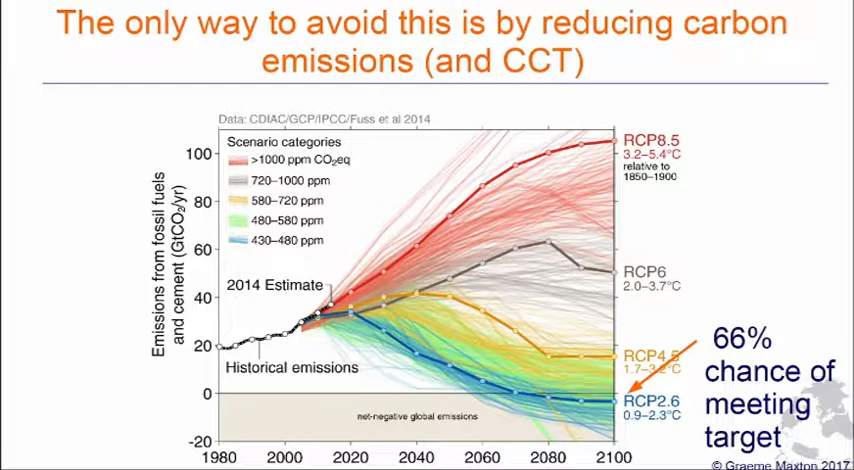 The only way to avoid this is by reducing carbon
emissions (and CCT)
Data: CDIAC/GCP/IPCC/Fuss et al 2014
Scenario categories
>1000 ppm CO₂eq
720–1000 ppm
580–720 ppm
480–580 ppm
430–480 ppm
2014 Estimate
Historical emissions
net-negative global emissions
Emissions from fossil fuels
and cement (GtCO₂/yr)
100
80
60
40
20
0
-20
1980
2000
2020
2040
2060
2080
2100
RCP8.5
3.2–5.4°C
relative to
1850–1900
RCP6
2.0–3.7°C
RCP4.5
1.7–3.2°C
RCP2.6
0.9–2.3°C
66%
chance of
meeting
target
© Graeme Maxton 2017